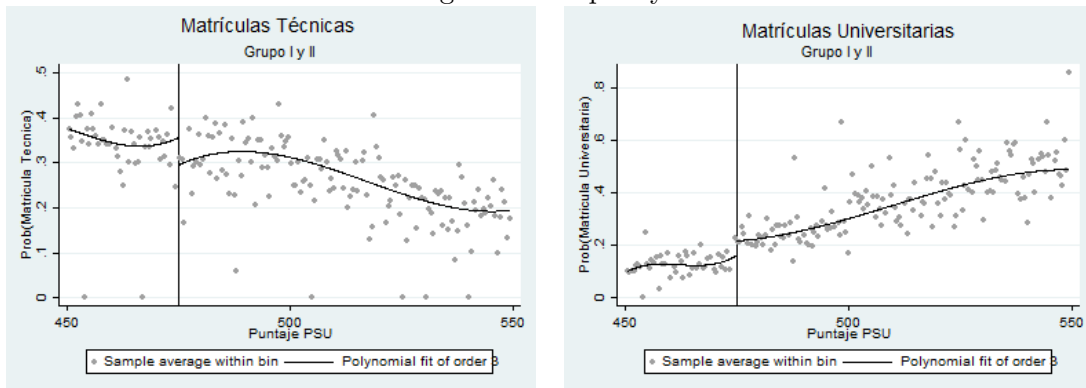 Matrículas Técnicas
Grupo I y II
Prob(Matricula Tecnica)
.5
.4
.3
.2
.1
0
450
500
550
Puntaje PSU
Sample average within bin
Polynomial fit of order 3
Matrículas Universitarias
Grupo I y II
Prob(Matricula Universitaria)
.8
.6
.4
.2
0
450
500
550
Puntaje PSU
Sample average within bin
Polynomial fit of order 3